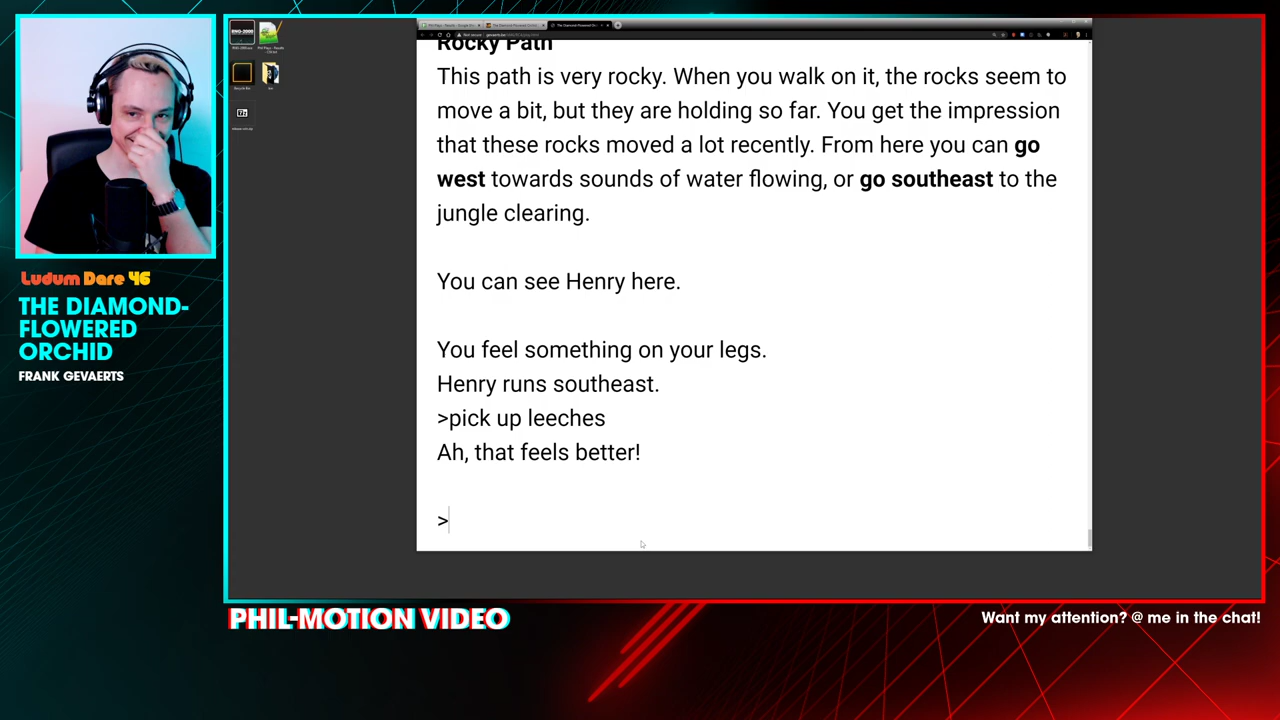 Rocky Path
This path is very rocky. When you walk on it, the rocks seem to
move a bit, but they are holding so far. You get the impression
that these rocks moved a lot recently. From here you can go
west towards sounds of water flowing, or go southeast to the
jungle clearing.
You can see Henry here.
You feel something on your legs.
Henry runs southeast.
>pick up leeches
Ah, that feels better!
>
Ludum Dare 46
THE DIAMOND-
FLOWERED
ORCHID
FRANK GEVAERTS
PHIL-MOTION VIDEO
Want my attention? @ me in the chat!